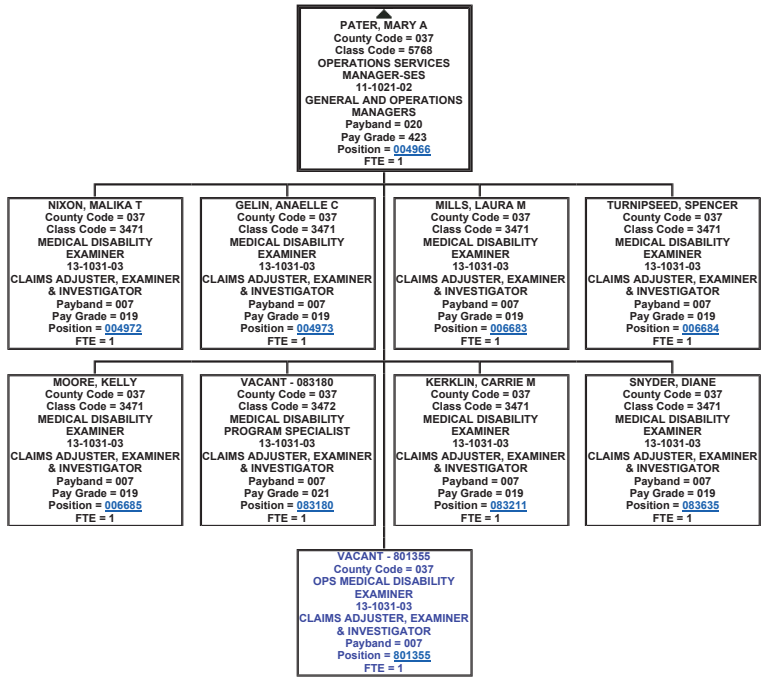 PATER, MARY A
County Code = 037
Class Code = 5768
OPERATIONS SERVICES
MANAGER-SES
11-1021-02
GENERAL AND OPERATIONS
MANAGERS
Payband = 020
Pay Grade = 423
Position = 004966
FTE = 1
NIXON, MALIKA T
County Code = 037
Class Code = 3471
MEDICAL DISABILITY
EXAMINER
13-1031-03
CLAIMS ADJUSTER, EXAMINER
& INVESTIGATOR
Payband = 007
Pay Grade = 019
Position = 004972
FTE = 1
GELIN, ANAELLE C
County Code = 037
Class Code = 3471
MEDICAL DISABILITY
EXAMINER
13-1031-03
CLAIMS ADJUSTER, EXAMINER
& INVESTIGATOR
Payband = 007
Pay Grade = 019
Position = 004973
FTE = 1
MILLS, LAURA M
County Code = 037
Class Code = 3471
MEDICAL DISABILITY
EXAMINER
13-1031-03
CLAIMS ADJUSTER, EXAMINER
& INVESTIGATOR
Payband = 007
Pay Grade = 019
Position = 006683
FTE = 1
TURNIPSEED, SPENCER
County Code = 037
Class Code = 3471
MEDICAL DISABILITY
EXAMINER
13-1031-03
CLAIMS ADJUSTER, EXAMINER
& INVESTIGATOR
Payband = 007
Pay Grade = 019
Position = 006684
FTE = 1
MOORE, KELLY
County Code = 037
Class Code = 3471
MEDICAL DISABILITY
EXAMINER
13-1031-03
CLAIMS ADJUSTER, EXAMINER
& INVESTIGATOR
Payband = 007
Pay Grade = 019
Position = 006685
FTE = 1
VACANT - 083180
County Code = 037
Class Code = 3472
MEDICAL DISABILITY
PROGRAM SPECIALIST
13-1031-03
CLAIMS ADJUSTER, EXAMINER
& INVESTIGATOR
Payband = 007
Pay Grade = 021
Position = 083180
FTE = 1
KERKLIN, CARRIE M
County Code = 037
Class Code = 3471
MEDICAL DISABILITY
EXAMINER
13-1031-03
CLAIMS ADJUSTER, EXAMINER
& INVESTIGATOR
Payband = 007
Pay Grade = 019
Position = 083211
FTE = 1
SNYDER, DIANE
County Code = 037
Class Code = 3471
MEDICAL DISABILITY
EXAMINER
13-1031-03
CLAIMS ADJUSTER, EXAMINER
& INVESTIGATOR
Payband = 007
Pay Grade = 019
Position = 083635
FTE = 1
VACANT - 801355
County Code = 037
OPS MEDICAL DISABILITY
EXAMINER
13-1031-03
CLAIMS ADJUSTER, EXAMINER
& INVESTIGATOR
Payband = 007
Position = 801355
FTE = 1